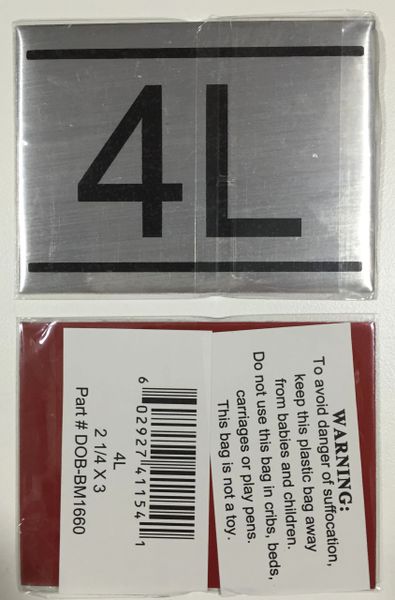 4L
WARNING:
To avoid danger of suffocation,
keep this plastic bag away
from babies and children.
Do not use this bag in cribs, beds,
carriages or play pens.
This bag is not a toy.
6 02927 41154 1
4L
2 1/4 X 3
Part # DOB-BM1660